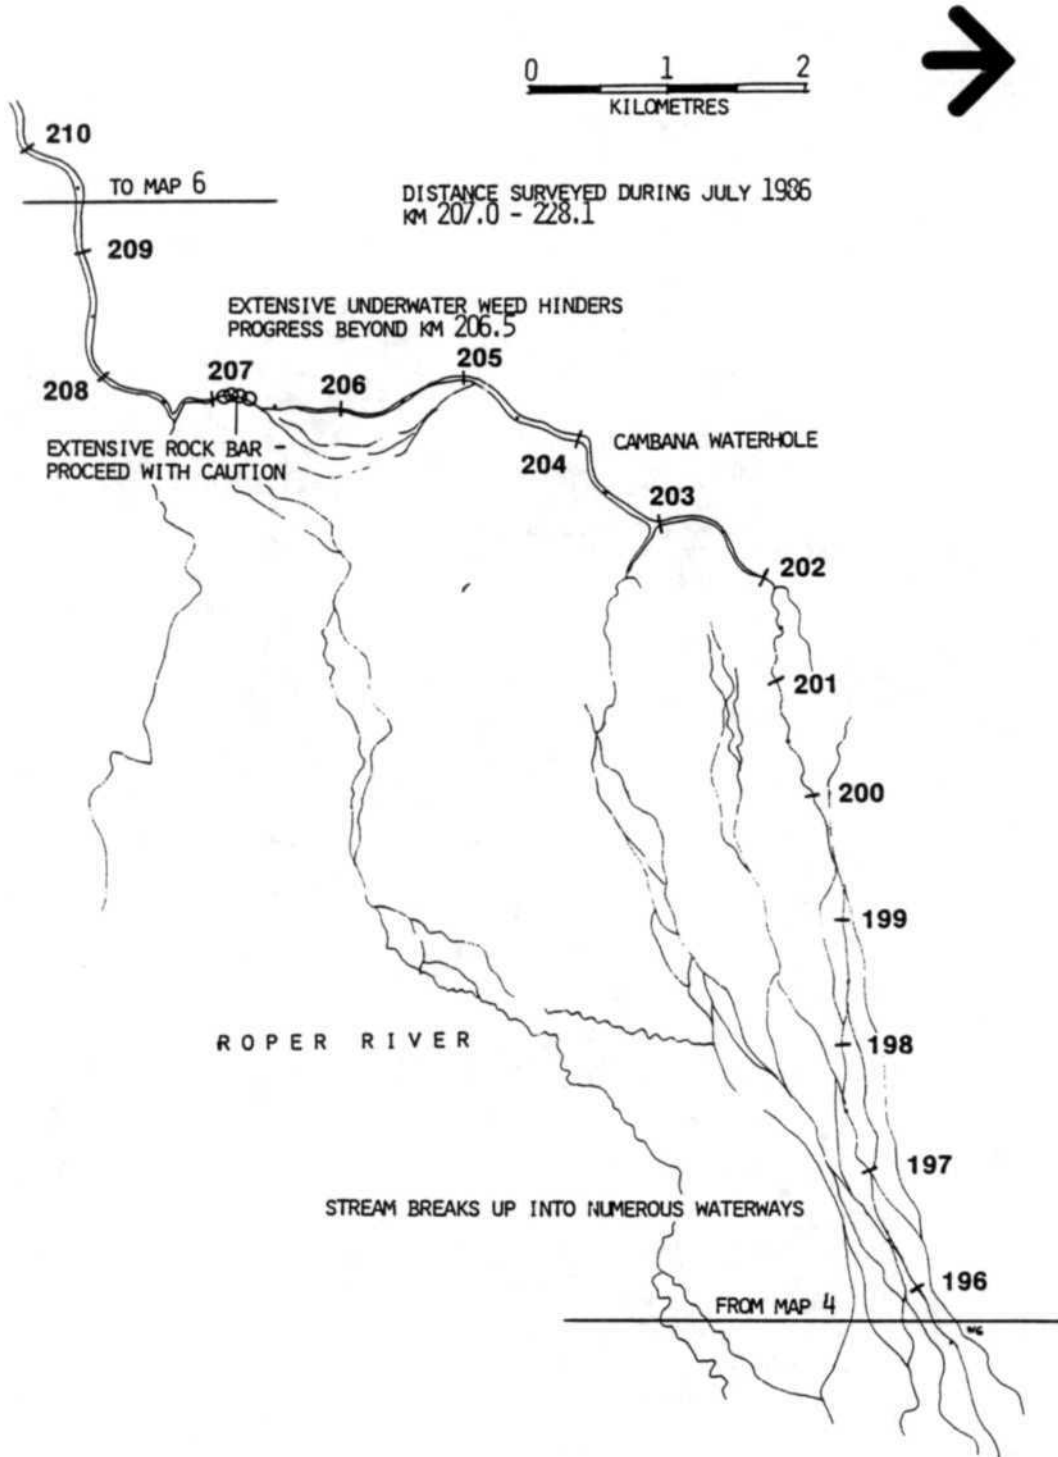 0 1 2
KILOMETRES
210
TO MAP 6
DISTANCE SURVEYED DURING JULY 1986
KM 207.0 - 228.1
209
EXTENSIVE UNDERWATER WEED HINDERS
PROGRESS BEYOND KM 206.5
205
208
207
206
EXTENSIVE ROCK BAR -
PROCEED WITH CAUTION
204
CAMBANA WATERHOLE
203
202
201
200
199
ROPER RIVER
198
197
STREAM BREAKS UP INTO NUMEROUS WATERWAYS
196
FROM MAP 4